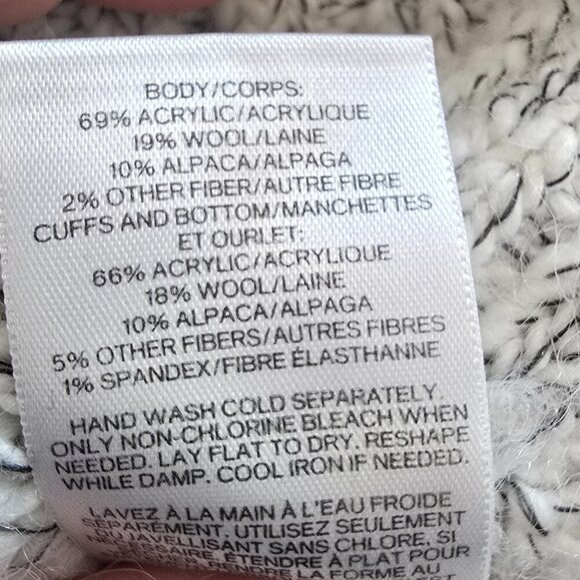 BODY/CORPS:
69% ACRYLIC/ACRYLIQUE
19% WOOL/LAINE
10% ALPACA/ALPAGA
2% OTHER FIBER/AUTRE FIBRE
CUFFS AND BOTTOM/MANCHETTES
ET OURLET:
66% ACRYLIC/ACRYLIQUE
18% WOOL/LAINE
10% ALPACA/ALPAGA
5% OTHER FIBERS/AUTRES FIBRES
1% SPANDEX/FIBRE ÉLASTHANNE
HAND WASH COLD SEPARATELY.
ONLY NON-CHLORINE BLEACH WHEN
NEEDED. LAY FLAT TO DRY. RESHAPE
WHILE DAMP. COOL IRON IF NEEDED.
LAVEZ À LA MAIN À L'EAU FROIDE
SÉPARÉMENT. UTILISEZ SEULEMENT
DU JAVELLISANT SANS CHLORE, SI
NÉCESSAIRE. ÉTENDRE À PLAT POUR